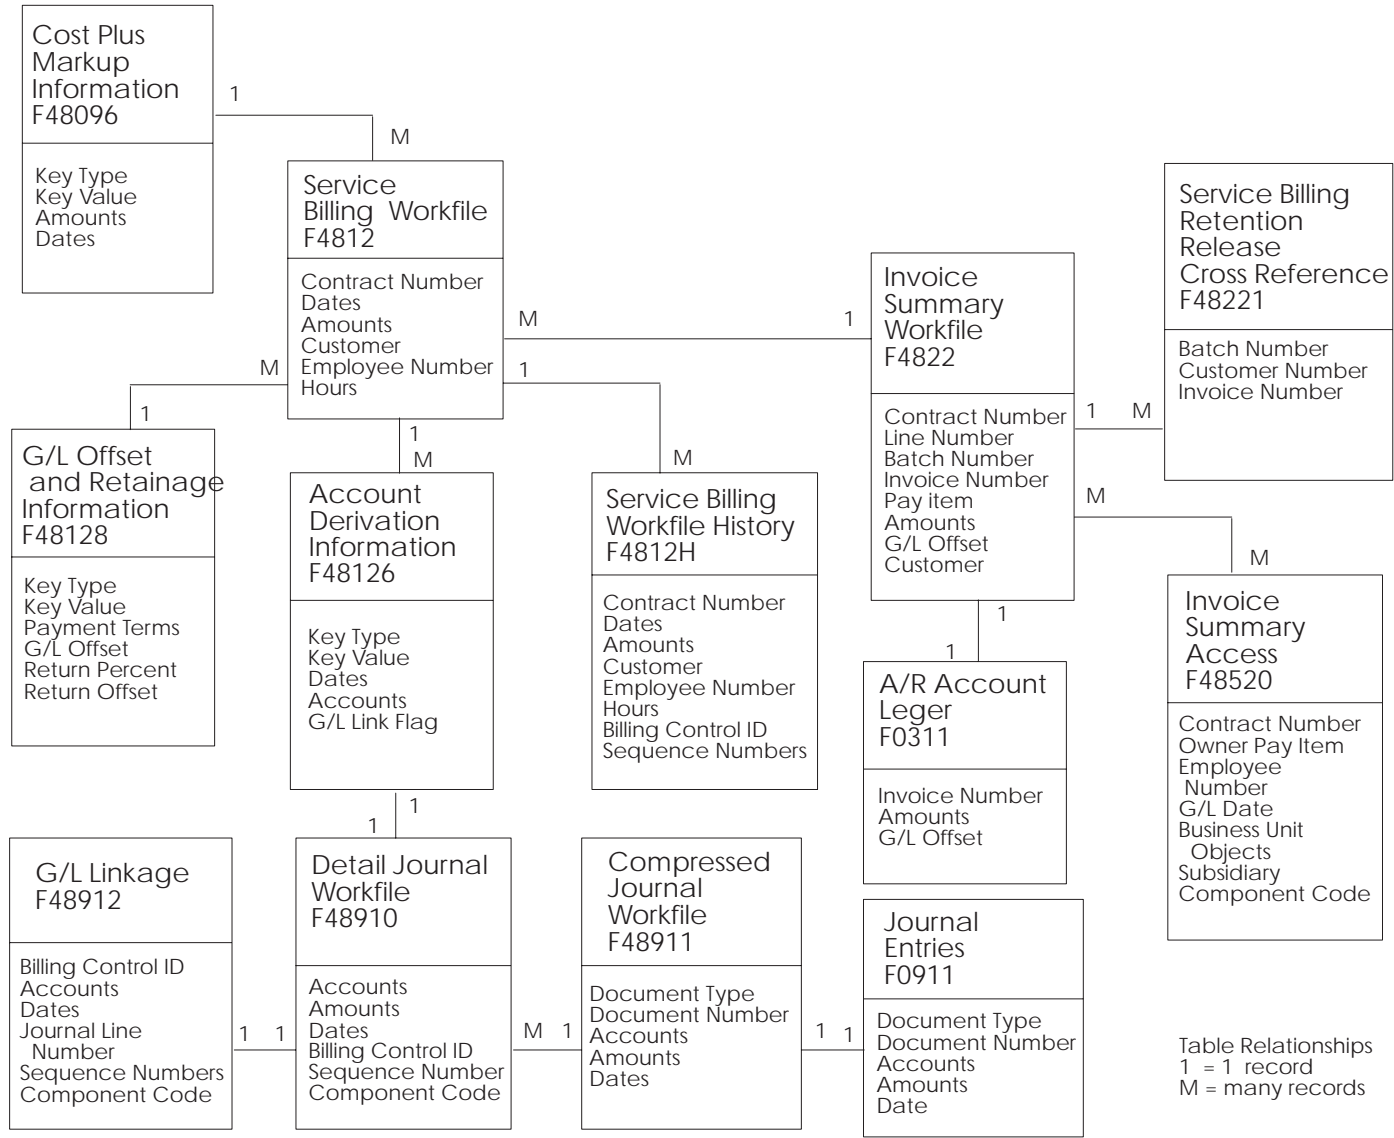 Cost Plus
Markup
Information
F48096
Key Type
Key Value
Amounts
Dates
1
M
Service
Billing Workfile
F4812
Contract Number
Dates
Amounts
Customer
Employee Number
Hours
M
1
M
1
1
M
1
M
G/L Offset
and Retainage
Information
F48128
Key Type
Key Value
Payment Terms
G/L Offset
Return Percent
Return Offset
Account
Derivation
Information
F48126
Key Type
Key Value
Dates
Accounts
G/L Link Flag
Service Billing
Workfile History
F4812H
Contract Number
Dates
Amounts
Customer
Employee Number
Hours
Billing Control ID
Sequence Numbers
Invoice
Summary
Workfile
F4822
Contract Number
Line Number
Batch Number
Invoice Number
Pay item
Amounts
G/L Offset
Customer
1
M
M
M
1
1
Service Billing
Retention
Release
Cross Reference
F48221
Batch Number
Customer Number
Invoice Number
Invoice
Summary
Access
F48520
Contract Number
Owner Pay Item
Employee
Number
G/L Date
Business Unit
Objects
Subsidiary
Component Code
A/R Account
Leger
F0311
Invoice Number
Amounts
G/L Offset
1
1
G/L Linkage
F48912
Billing Control ID
Accounts
Dates
Journal Line
Number
Sequence Numbers
Component Code
1
1
Detail Journal
Workfile
F48910
Accounts
Amounts
Dates
Billing Control ID
Sequence Number
Component Code
M
1
Compressed
Journal
Workfile
F48911
Document Type
Document Number
Accounts
Amounts
Dates
1
1
Journal
Entries
F0911
Document Type
Document Number
Accounts
Amounts
Date
Table Relationships
1 = 1 record
M = many records